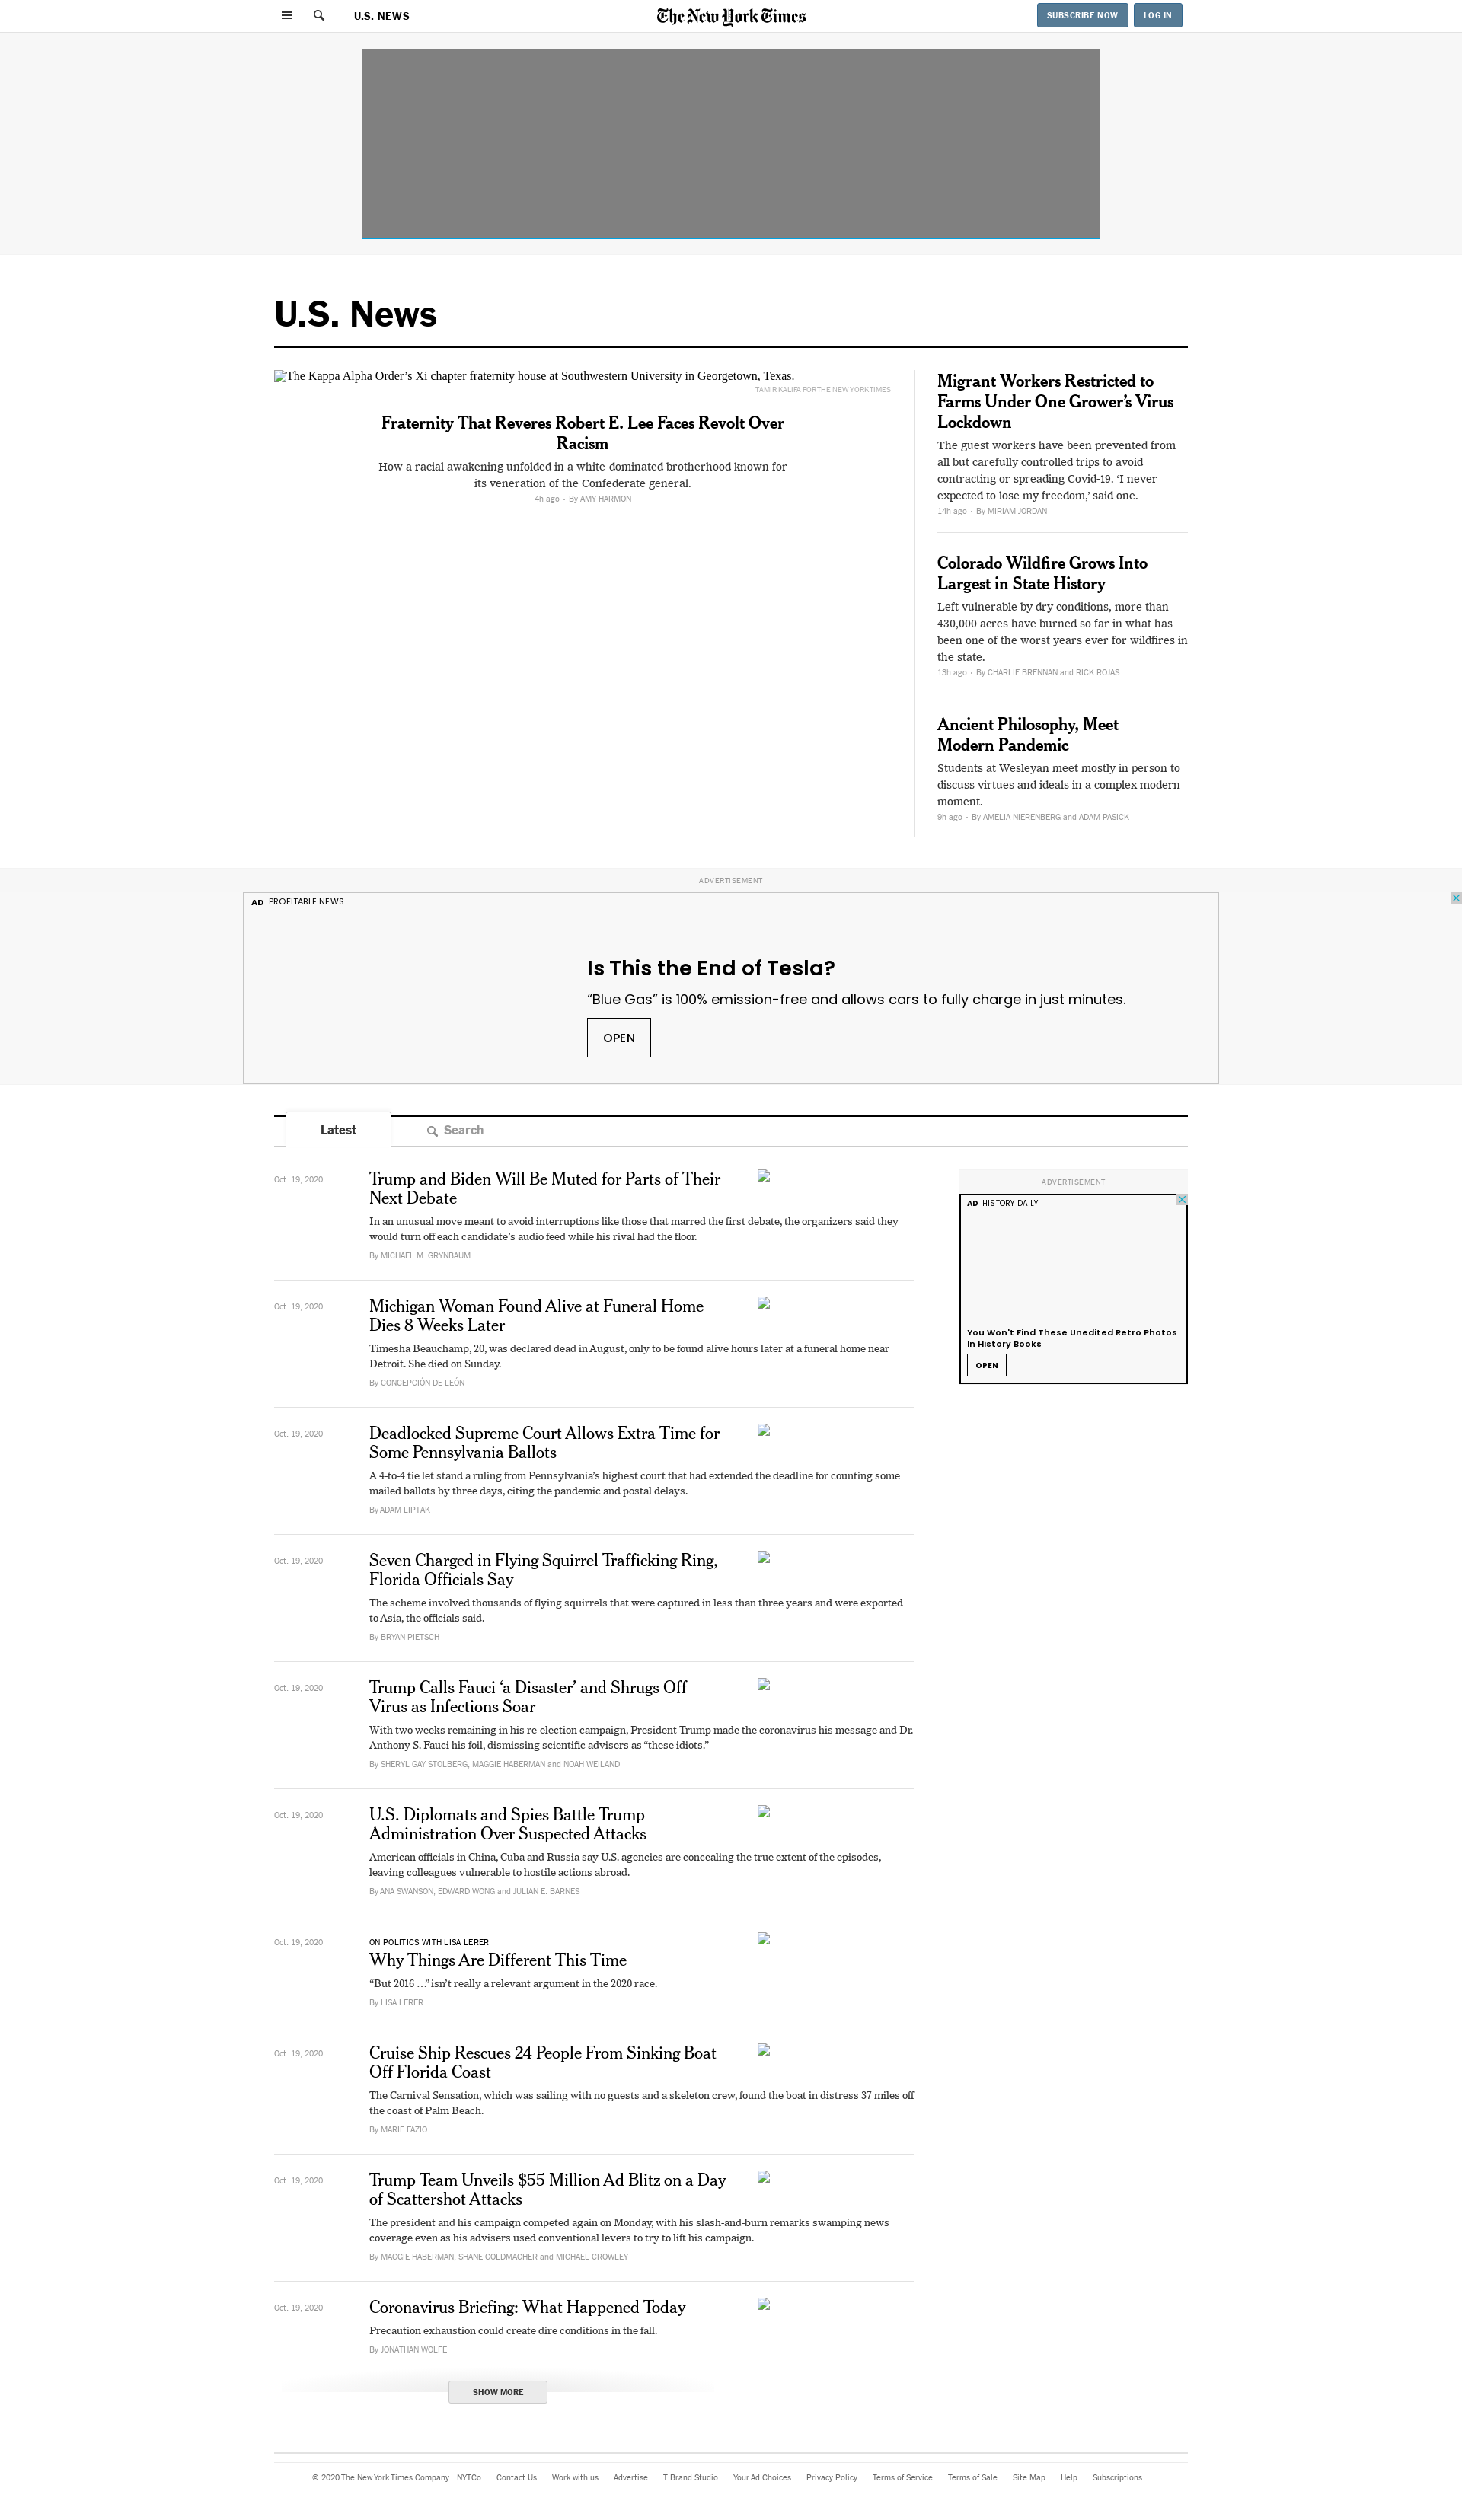 U.S. NEWS
The New York Times
SUBSCRIBE NOW
LOG IN
U.S. News
The Kappa Alpha Order’s Xi chapter fraternity house at Southwestern University in Georgetown, Texas.
TAMIR KALIFA FOR THE NEW YORK TIMES
Fraternity That Reveres Robert E. Lee Faces Revolt Over
Racism
How a racial awakening unfolded in a white-dominated brotherhood known for
its veneration of the Confederate general.
4h ago • By AMY HARMON
Migrant Workers Restricted to
Farms Under One Grower’s Virus
Lockdown
The guest workers have been prevented from
all but carefully controlled trips to avoid
contracting or spreading Covid-19. ‘I never
expected to lose my freedom,’ said one.
14h ago • By MIRIAM JORDAN
Colorado Wildfire Grows Into
Largest in State History
Left vulnerable by dry conditions, more than
430,000 acres have burned so far in what has
been one of the worst years ever for wildfires in
the state.
13h ago • By CHARLIE BRENNAN and RICK ROJAS
Ancient Philosophy, Meet
Modern Pandemic
Students at Wesleyan meet mostly in person to
discuss virtues and ideals in a complex modern
moment.
9h ago • By AMELIA NIERENBERG and ADAM PASICK
ADVERTISEMENT
AD PROFITABLE NEWS
Is This the End of Tesla?
“Blue Gas” is 100% emission-free and allows cars to fully charge in just minutes.
OPEN
Latest
Search
Oct. 19, 2020
Trump and Biden Will Be Muted for Parts of Their
Next Debate
In an unusual move meant to avoid interruptions like those that marred the first debate, the organizers said they
would turn off each candidate’s audio feed while his rival had the floor.
By MICHAEL M. GRYNBAUM
ADVERTISEMENT
AD HISTORY DAILY
You Won't Find These Unedited Retro Photos
In History Books
OPEN
Oct. 19, 2020
Michigan Woman Found Alive at Funeral Home
Dies 8 Weeks Later
Timesha Beauchamp, 20, was declared dead in August, only to be found alive hours later at a funeral home near
Detroit. She died on Sunday.
By CONCEPCIÓN DE LEÓN
Oct. 19, 2020
Deadlocked Supreme Court Allows Extra Time for
Some Pennsylvania Ballots
A 4-to-4 tie let stand a ruling from Pennsylvania’s highest court that had extended the deadline for counting some
mailed ballots by three days, citing the pandemic and postal delays.
By ADAM LIPTAK
Oct. 19, 2020
Seven Charged in Flying Squirrel Trafficking Ring,
Florida Officials Say
The scheme involved thousands of flying squirrels that were captured in less than three years and were exported
to Asia, the officials said.
By BRYAN PIETSCH
Oct. 19, 2020
Trump Calls Fauci ‘a Disaster’ and Shrugs Off
Virus as Infections Soar
With two weeks remaining in his re-election campaign, President Trump made the coronavirus his message and Dr.
Anthony S. Fauci his foil, dismissing scientific advisers as “these idiots.”
By SHERYL GAY STOLBERG, MAGGIE HABERMAN and NOAH WEILAND
Oct. 19, 2020
U.S. Diplomats and Spies Battle Trump
Administration Over Suspected Attacks
American officials in China, Cuba and Russia say U.S. agencies are concealing the true extent of the episodes,
leaving colleagues vulnerable to hostile actions abroad.
By ANA SWANSON, EDWARD WONG and JULIAN E. BARNES
Oct. 19, 2020
ON POLITICS WITH LISA LERER
Why Things Are Different This Time
“But 2016 …” isn’t really a relevant argument in the 2020 race.
By LISA LERER
Oct. 19, 2020
Cruise Ship Rescues 24 People From Sinking Boat
Off Florida Coast
The Carnival Sensation, which was sailing with no guests and a skeleton crew, found the boat in distress 37 miles off
the coast of Palm Beach.
By MARIE FAZIO
Oct. 19, 2020
Trump Team Unveils $55 Million Ad Blitz on a Day
of Scattershot Attacks
The president and his campaign competed again on Monday, with his slash-and-burn remarks swamping news
coverage even as his advisers used conventional levers to try to lift his campaign.
By MAGGIE HABERMAN, SHANE GOLDMACHER and MICHAEL CROWLEY
Oct. 19, 2020
Coronavirus Briefing: What Happened Today
Precaution exhaustion could create dire conditions in the fall.
By JONATHAN WOLFE
SHOW MORE
© 2020 The New York Times Company NYTCo Contact Us Work with us Advertise T Brand Studio Your Ad Choices Privacy Policy Terms of Service Terms of Sale Site Map Help Subscriptions